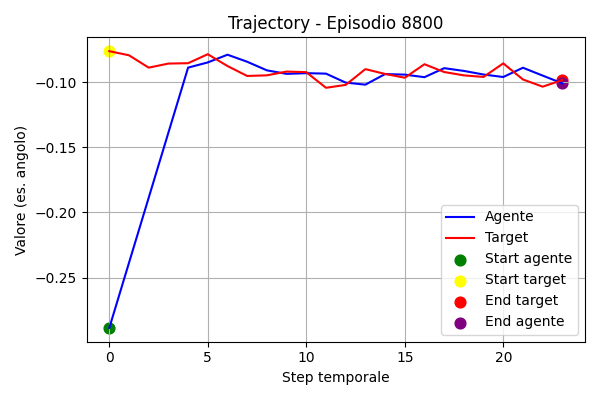 Trajectory - Episodio 8800
Valore (es. angolo)
−0.10
−0.15
−0.20
−0.25
0
5
10
15
20
Step temporale
Agente
Target
Start agente
Start target
End target
End agente